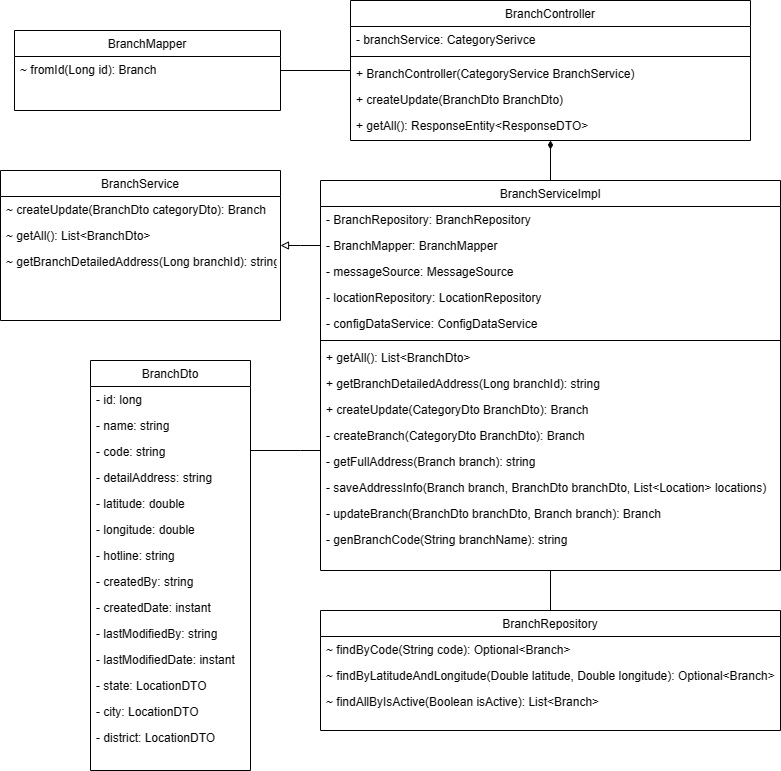 BranchController
- branchService: CategorySerivce
+ BranchController(CategoryService BranchService)
+ createUpdate(BranchDto BranchDto)
+ getAll(): ResponseEntity<ResponseDTO>
BranchMapper
~ fromId(Long id): Branch
BranchService
~ createUpdate(BranchDto categoryDto): Branch
~ getAll(): List<BranchDto>
~ getBranchDetailedAddress(Long branchId): string
BranchServiceImpl
- BranchRepository: BranchRepository
- BranchMapper: BranchMapper
- messageSource: MessageSource
- locationRepository: LocationRepository
- configDataService: ConfigDataService
+ getAll(): List<BranchDto>
+ getBranchDetailedAddress(Long branchId): string
+ createUpdate(CategoryDto BranchDto): Branch
- createBranch(CategoryDto BranchDto): Branch
- getFullAddress(Branch branch): string
- saveAddressInfo(Branch branch, BranchDto branchDto, List<Location> locations)
- updateBranch(BranchDto branchDto, Branch branch): Branch
- genBranchCode(String branchName): string
BranchDto
- id: long
- name: string
- code: string
- detailAddress: string
- latitude: double
- longitude: double
- hotline: string
- createdBy: string
- createdDate: instant
- lastModifiedBy: string
- lastModifiedDate: instant
- state: LocationDTO
- city: LocationDTO
- district: LocationDTO
BranchRepository
~ findByCode(String code): Optional<Branch>
~ findByLatitudeAndLongitude(Double latitude, Double longitude): Optional<Branch>
~ findAllByIsActive(Boolean isActive): List<Branch>